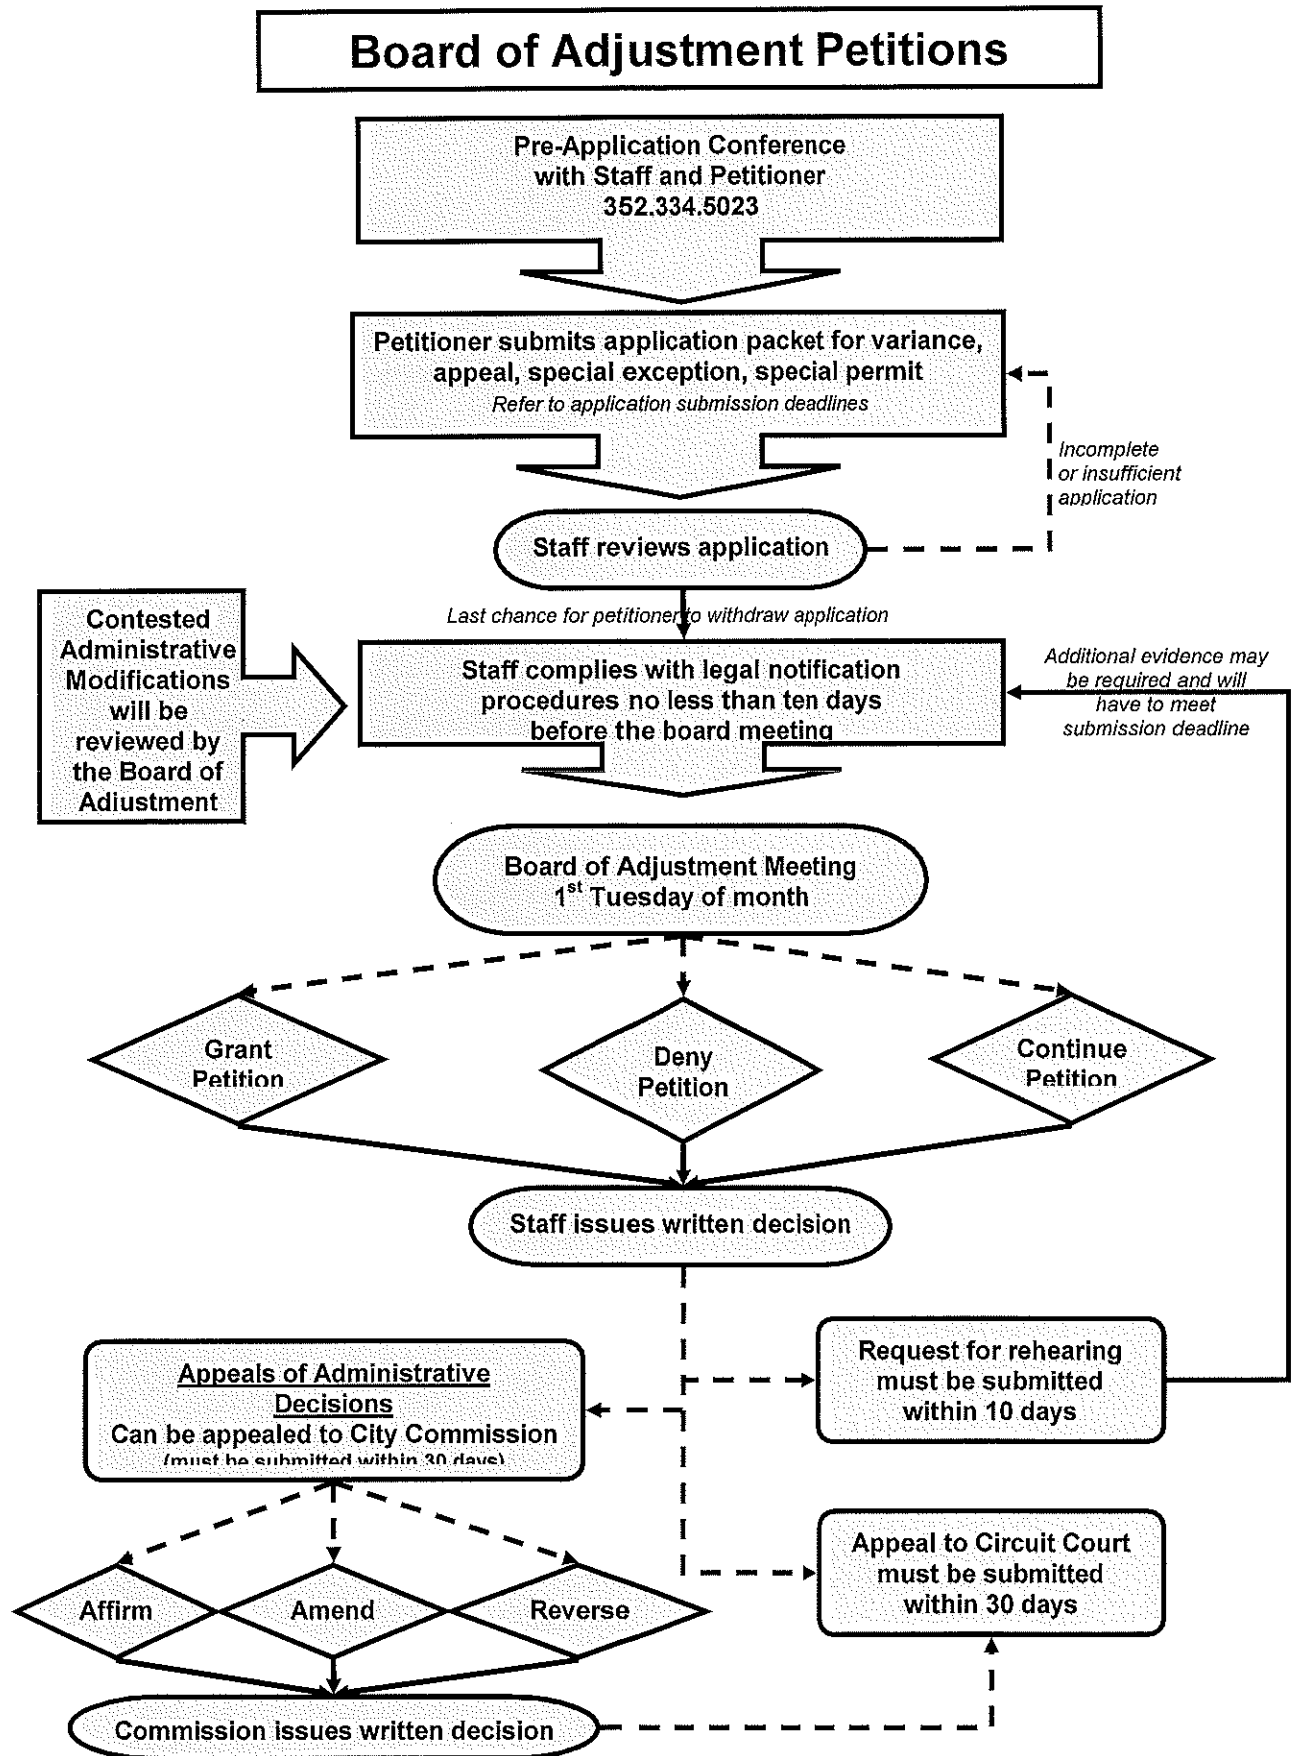 Board of Adjustment Petitions
Pre-Application Conference
with Staff and Petitioner
352.334.5023
Petitioner submits application packet for variance,
appeal, special exception, special permit
Refer to application submission deadlines
Incomplete
or insufficient
application
Staff reviews application
Last chance for petitioner to withdraw application
Contested
Administrative
Modifications
will be
reviewed by
the Board of
Adjustment
Staff complies with legal notification
procedures no less than ten days
before the board meeting
Additional evidence may
be required and will
have to meet
submission deadline
Board of Adjustment Meeting
1st Tuesday of month
Grant
Petition
Deny
Petition
Continue
Petition
Staff issues written decision
Appeals of Administrative
Decisions
Can be appealed to City Commission
(must be submitted within 30 days)
Request for rehearing
must be submitted
within 10 days
Appeal to Circuit Court
must be submitted
within 30 days
Affirm
Amend
Reverse
Commission issues written decision